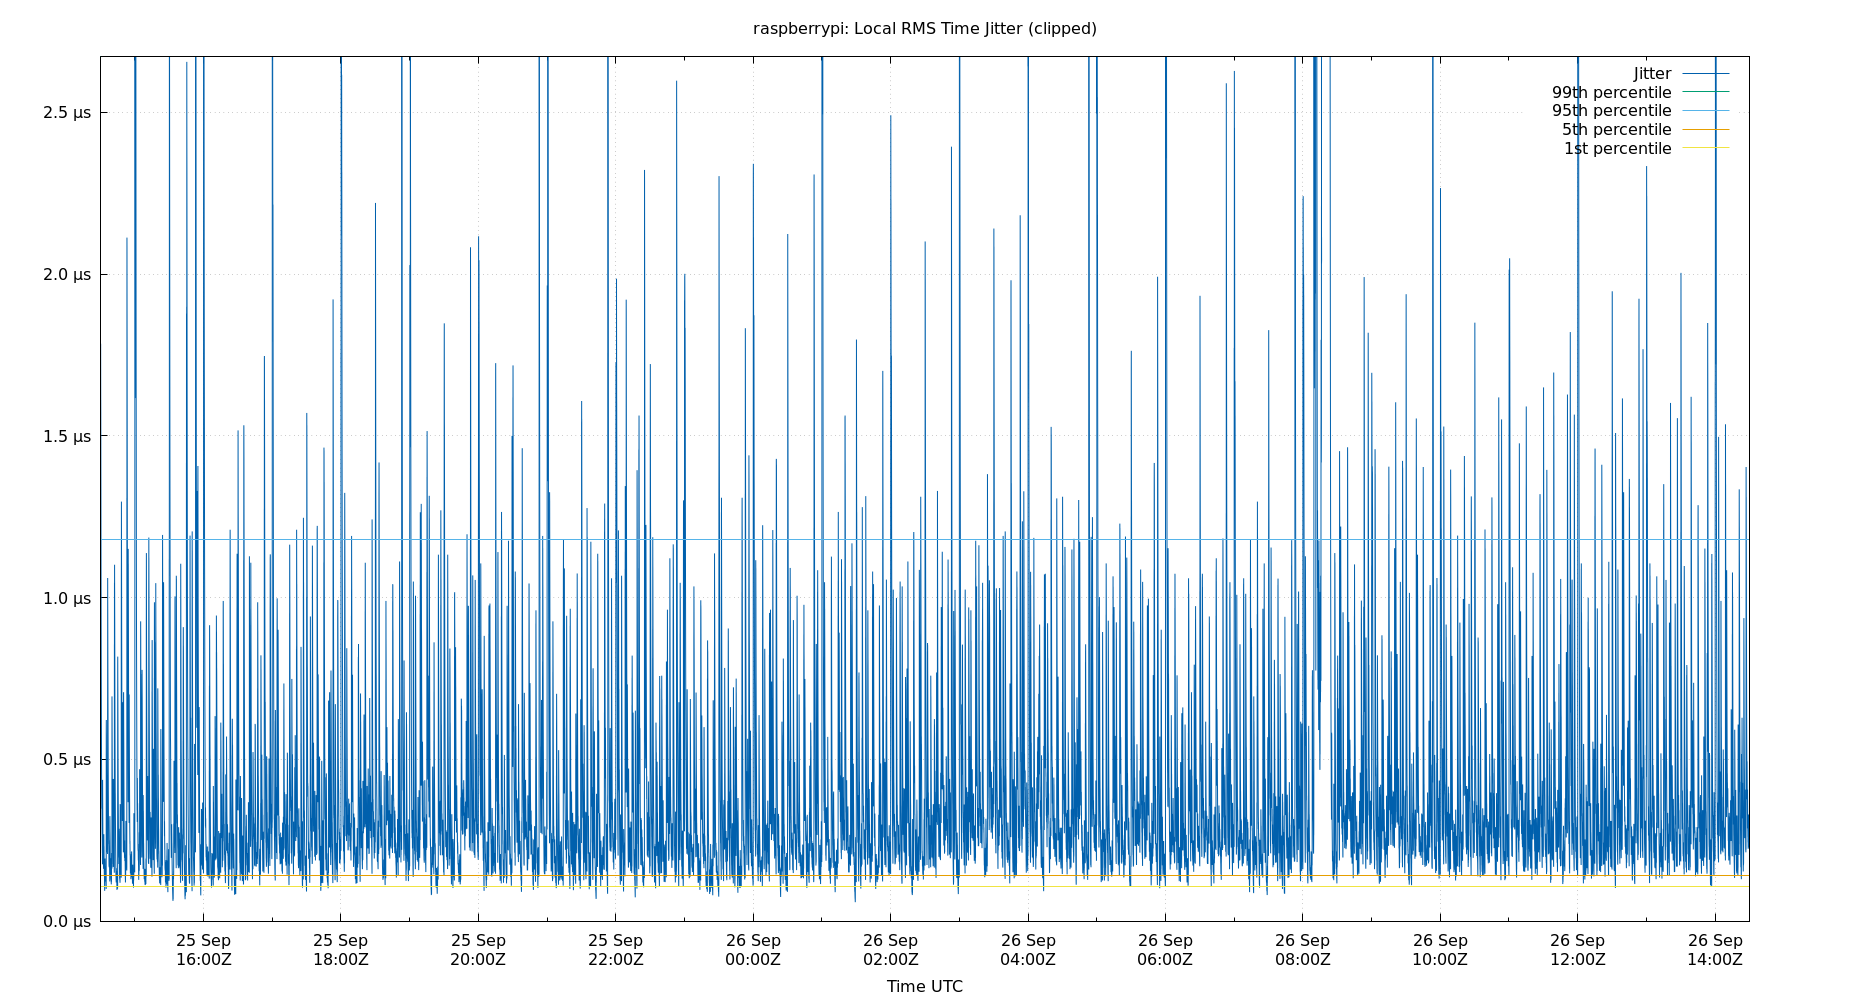 raspberrypi: Local RMS Time Jitter (clipped)
Jitter
99th percentile
95th percentile
5th percentile
1st percentile
2.5 μs
2.0 μs
1.5 μs
1.0 μs
0.5 μs
0.0 μs
25 Sep 25 Sep 25 Sep 25 Sep 26 Sep 26 Sep 26 Sep 26 Sep 26 Sep 26 Sep 26 Sep 26 Sep
16:00Z 18:00Z 20:00Z 22:00Z 00:00Z 02:00Z 04:00Z 06:00Z 08:00Z 10:00Z 12:00Z 14:00Z
Time UTC